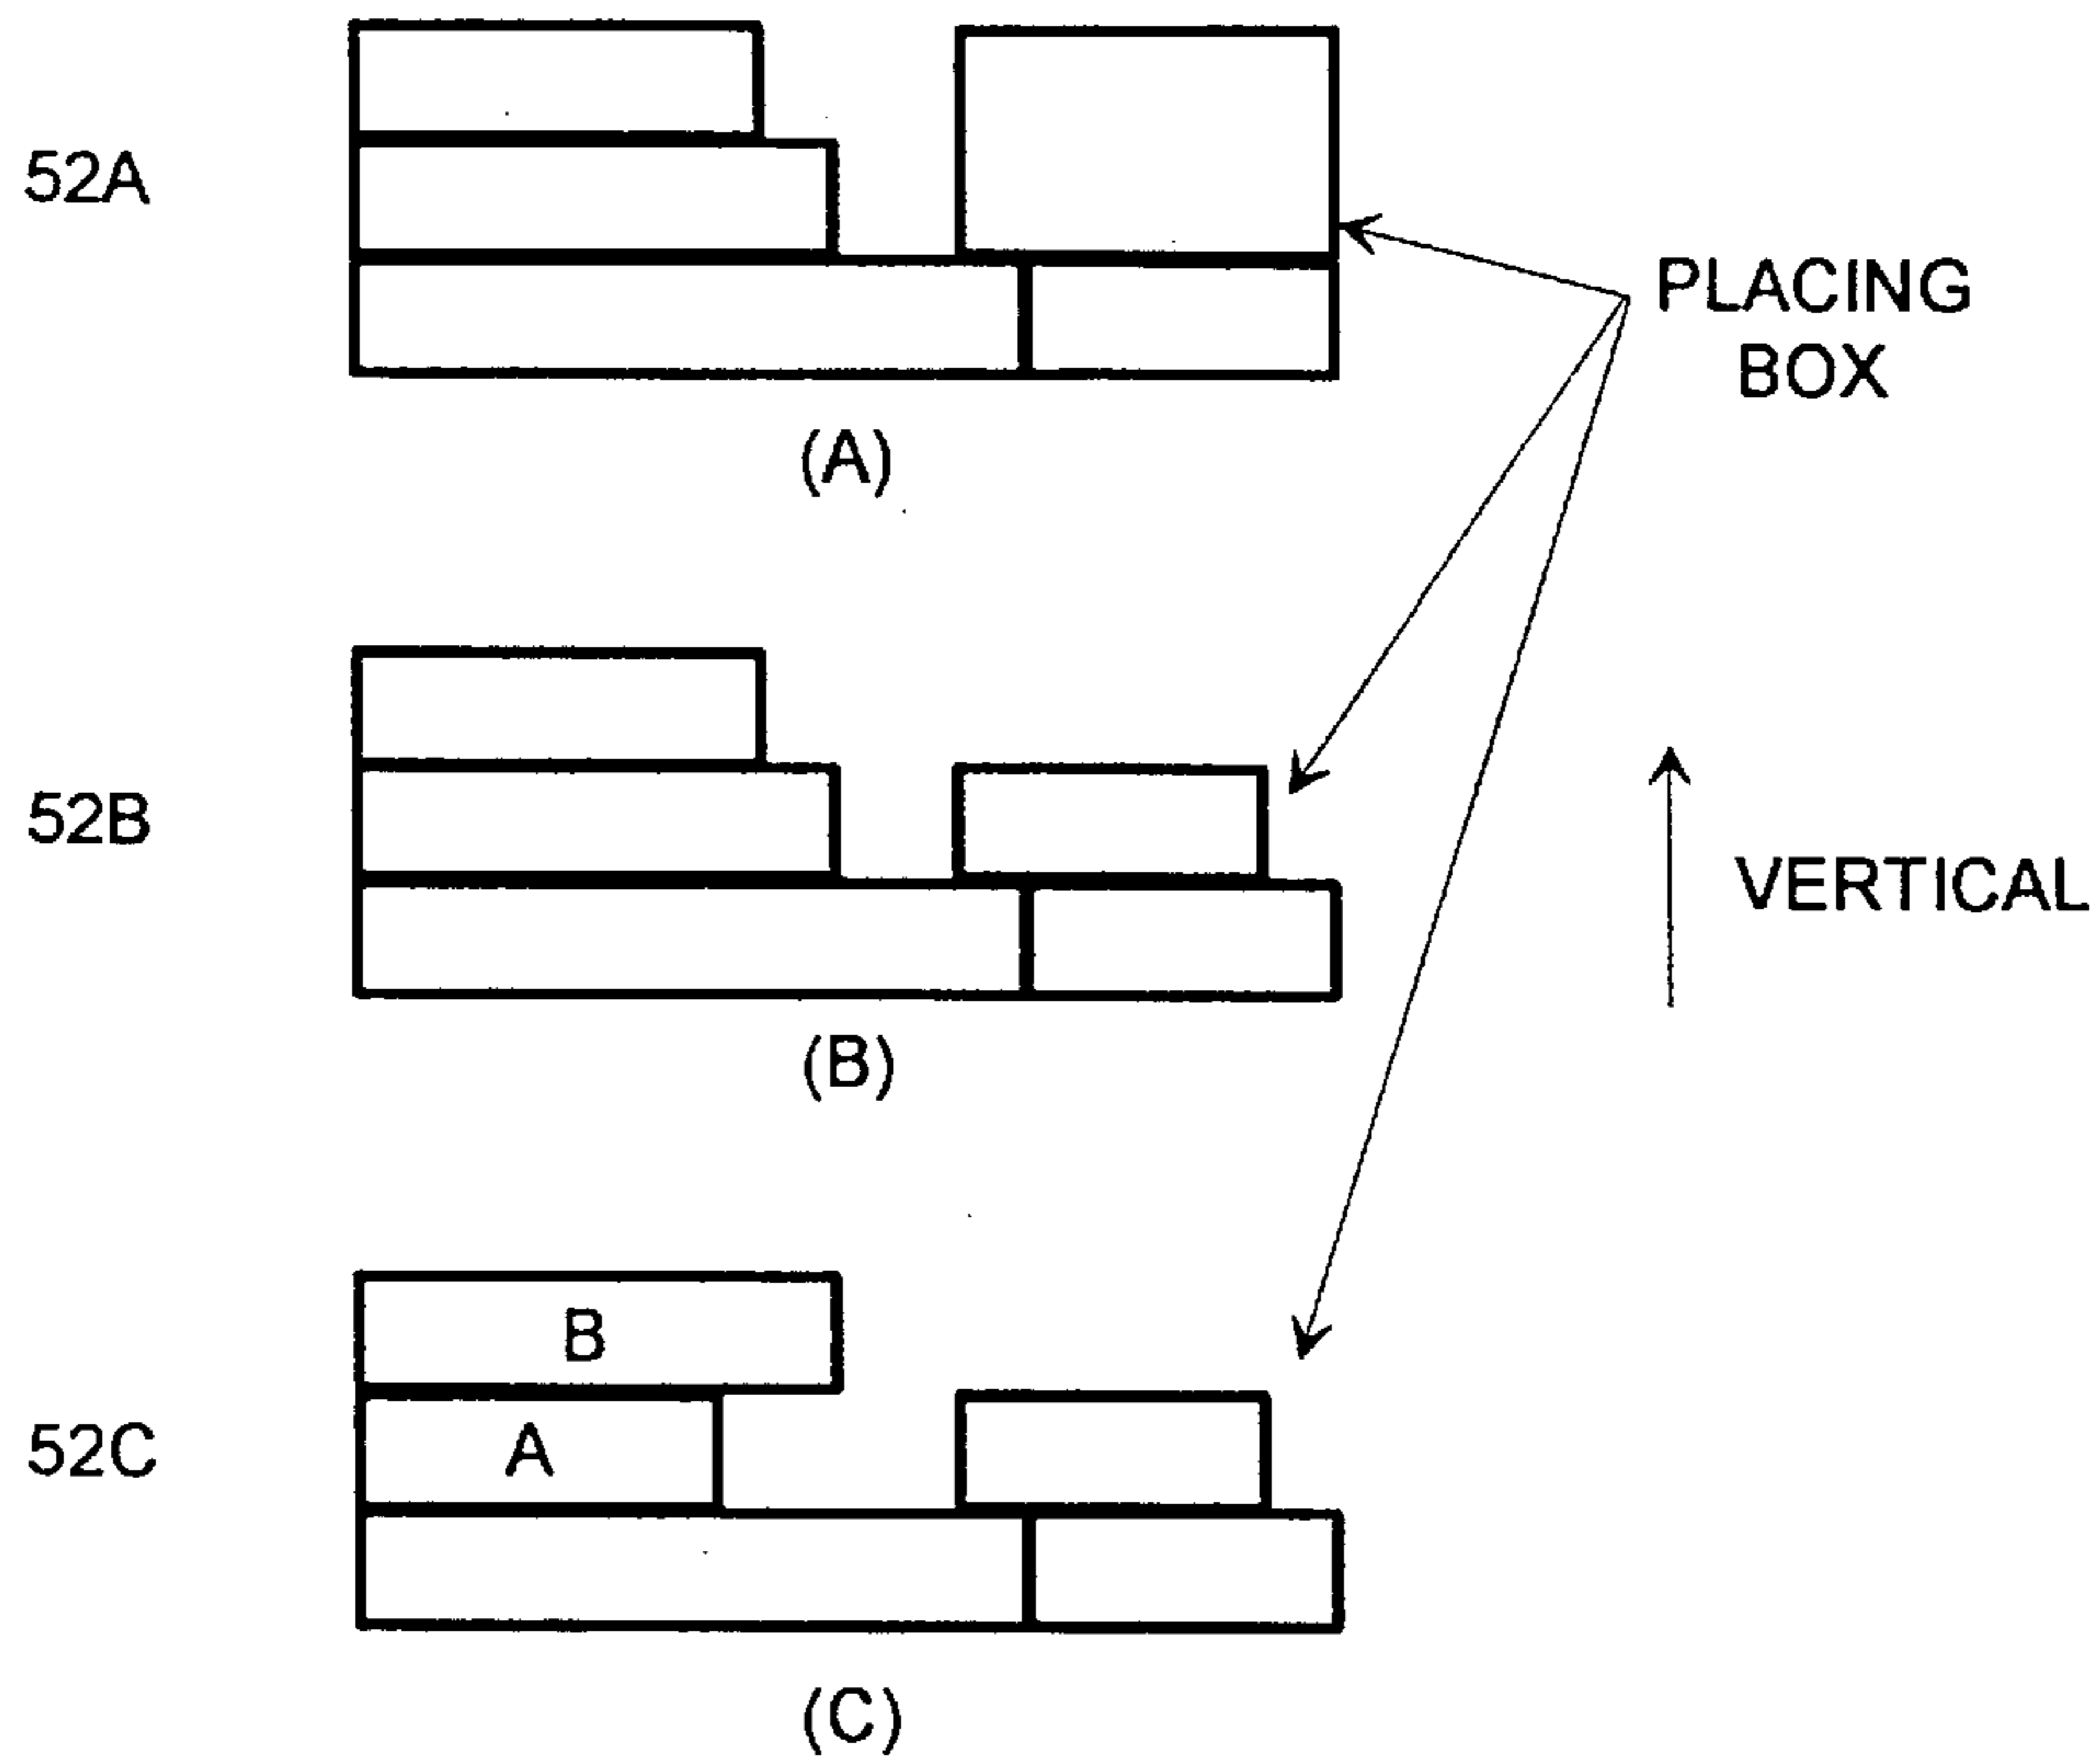 52A
(A)
PLACING
BOX
52B
(B)
VERTICAL
52C
B
A
(C)